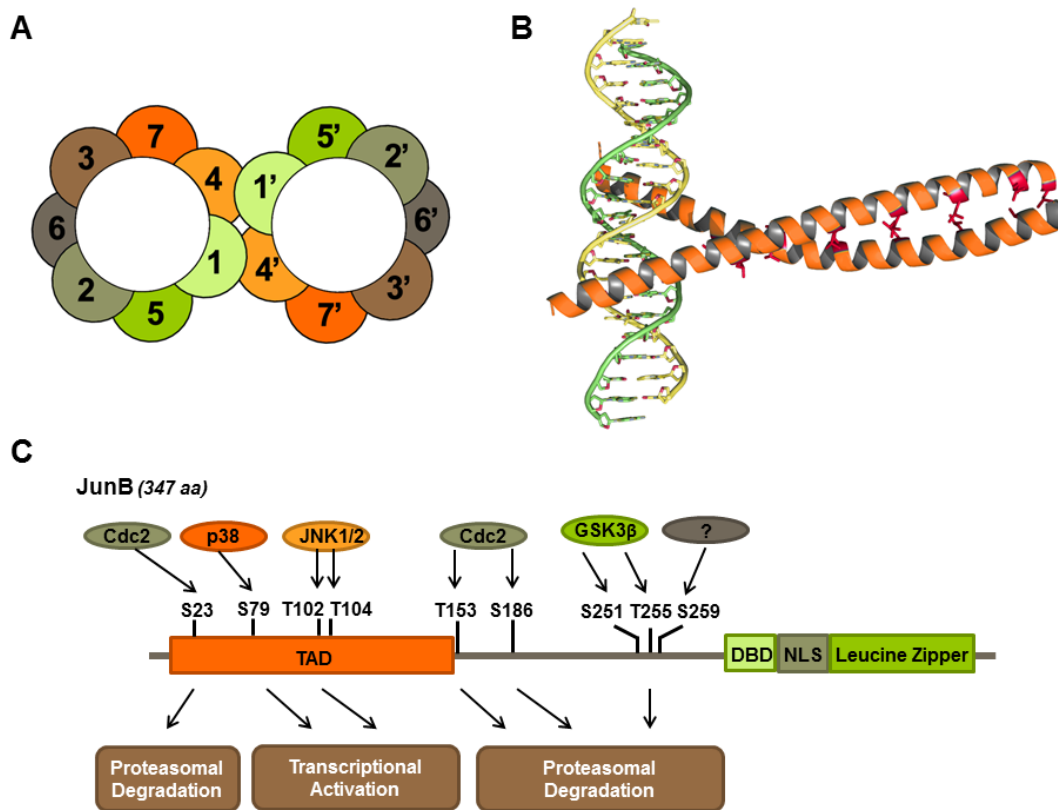 A
B
7
5'
3
4
1'
2'
6
6'
2
1
4'
3'
5
7'
C
JunB (347 aa)
Cdc2
p38
JNK1/2
Cdc2
GSK3β
?
S23
S79
T102
T104
T153
S186
S251
T255
S259
TAD
DBD
NLS
Leucine Zipper
Proteasomal
Degradation
Transcriptional
Activation
Proteasomal
Degradation